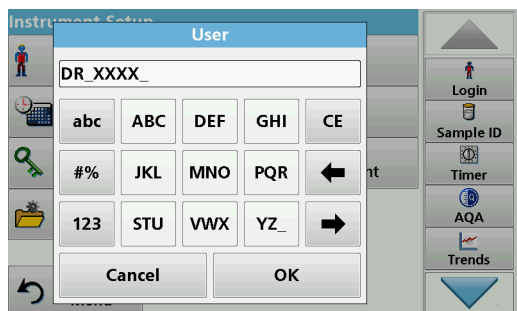 Instrument Setup
User
DR_XXXX_
abc ABC DEF GHI CE
#% JKL MNO PQR
123 STU VWX YZ_
Cancel OK
Login
Sample ID
Timer
AQA
Trends